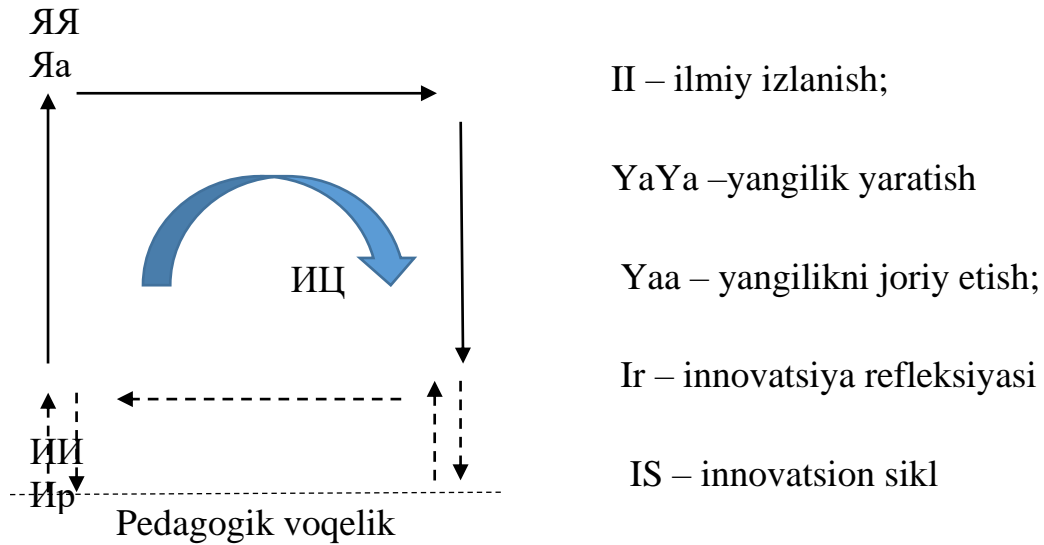 ЯЯ
Яа
ИЦ
ИИ
Ир
Pedagogik voqelik
II – ilmiy izlanish;
YaYa –yangilik yaratish
Yaa – yangilikni joriy etish;
Ir – innovatsiya refleksiyasi
IS – innovatsion sikl